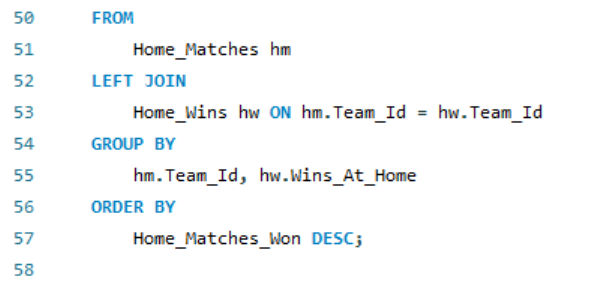 50 FROM
51 Home_Matches hm
52 LEFT JOIN
53 Home_Wins hw ON hm.Team_Id = hw.Team_Id
54 GROUP BY
55 hm.Team_Id, hw.Wins_At_Home
56 ORDER BY
57 Home_Matches_Won DESC;
58